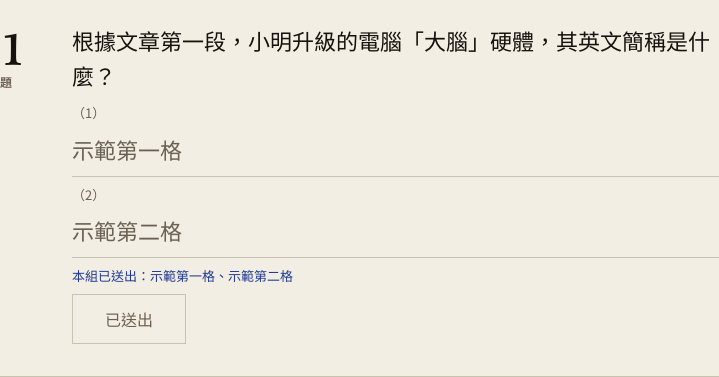 1
題
根據文章第一段，小明升級的電腦「大腦」硬體，其英文簡稱是什
麼？
（1）
示範第一格
（2）
示範第二格
本組已送出：示範第一格、示範第二格
已送出